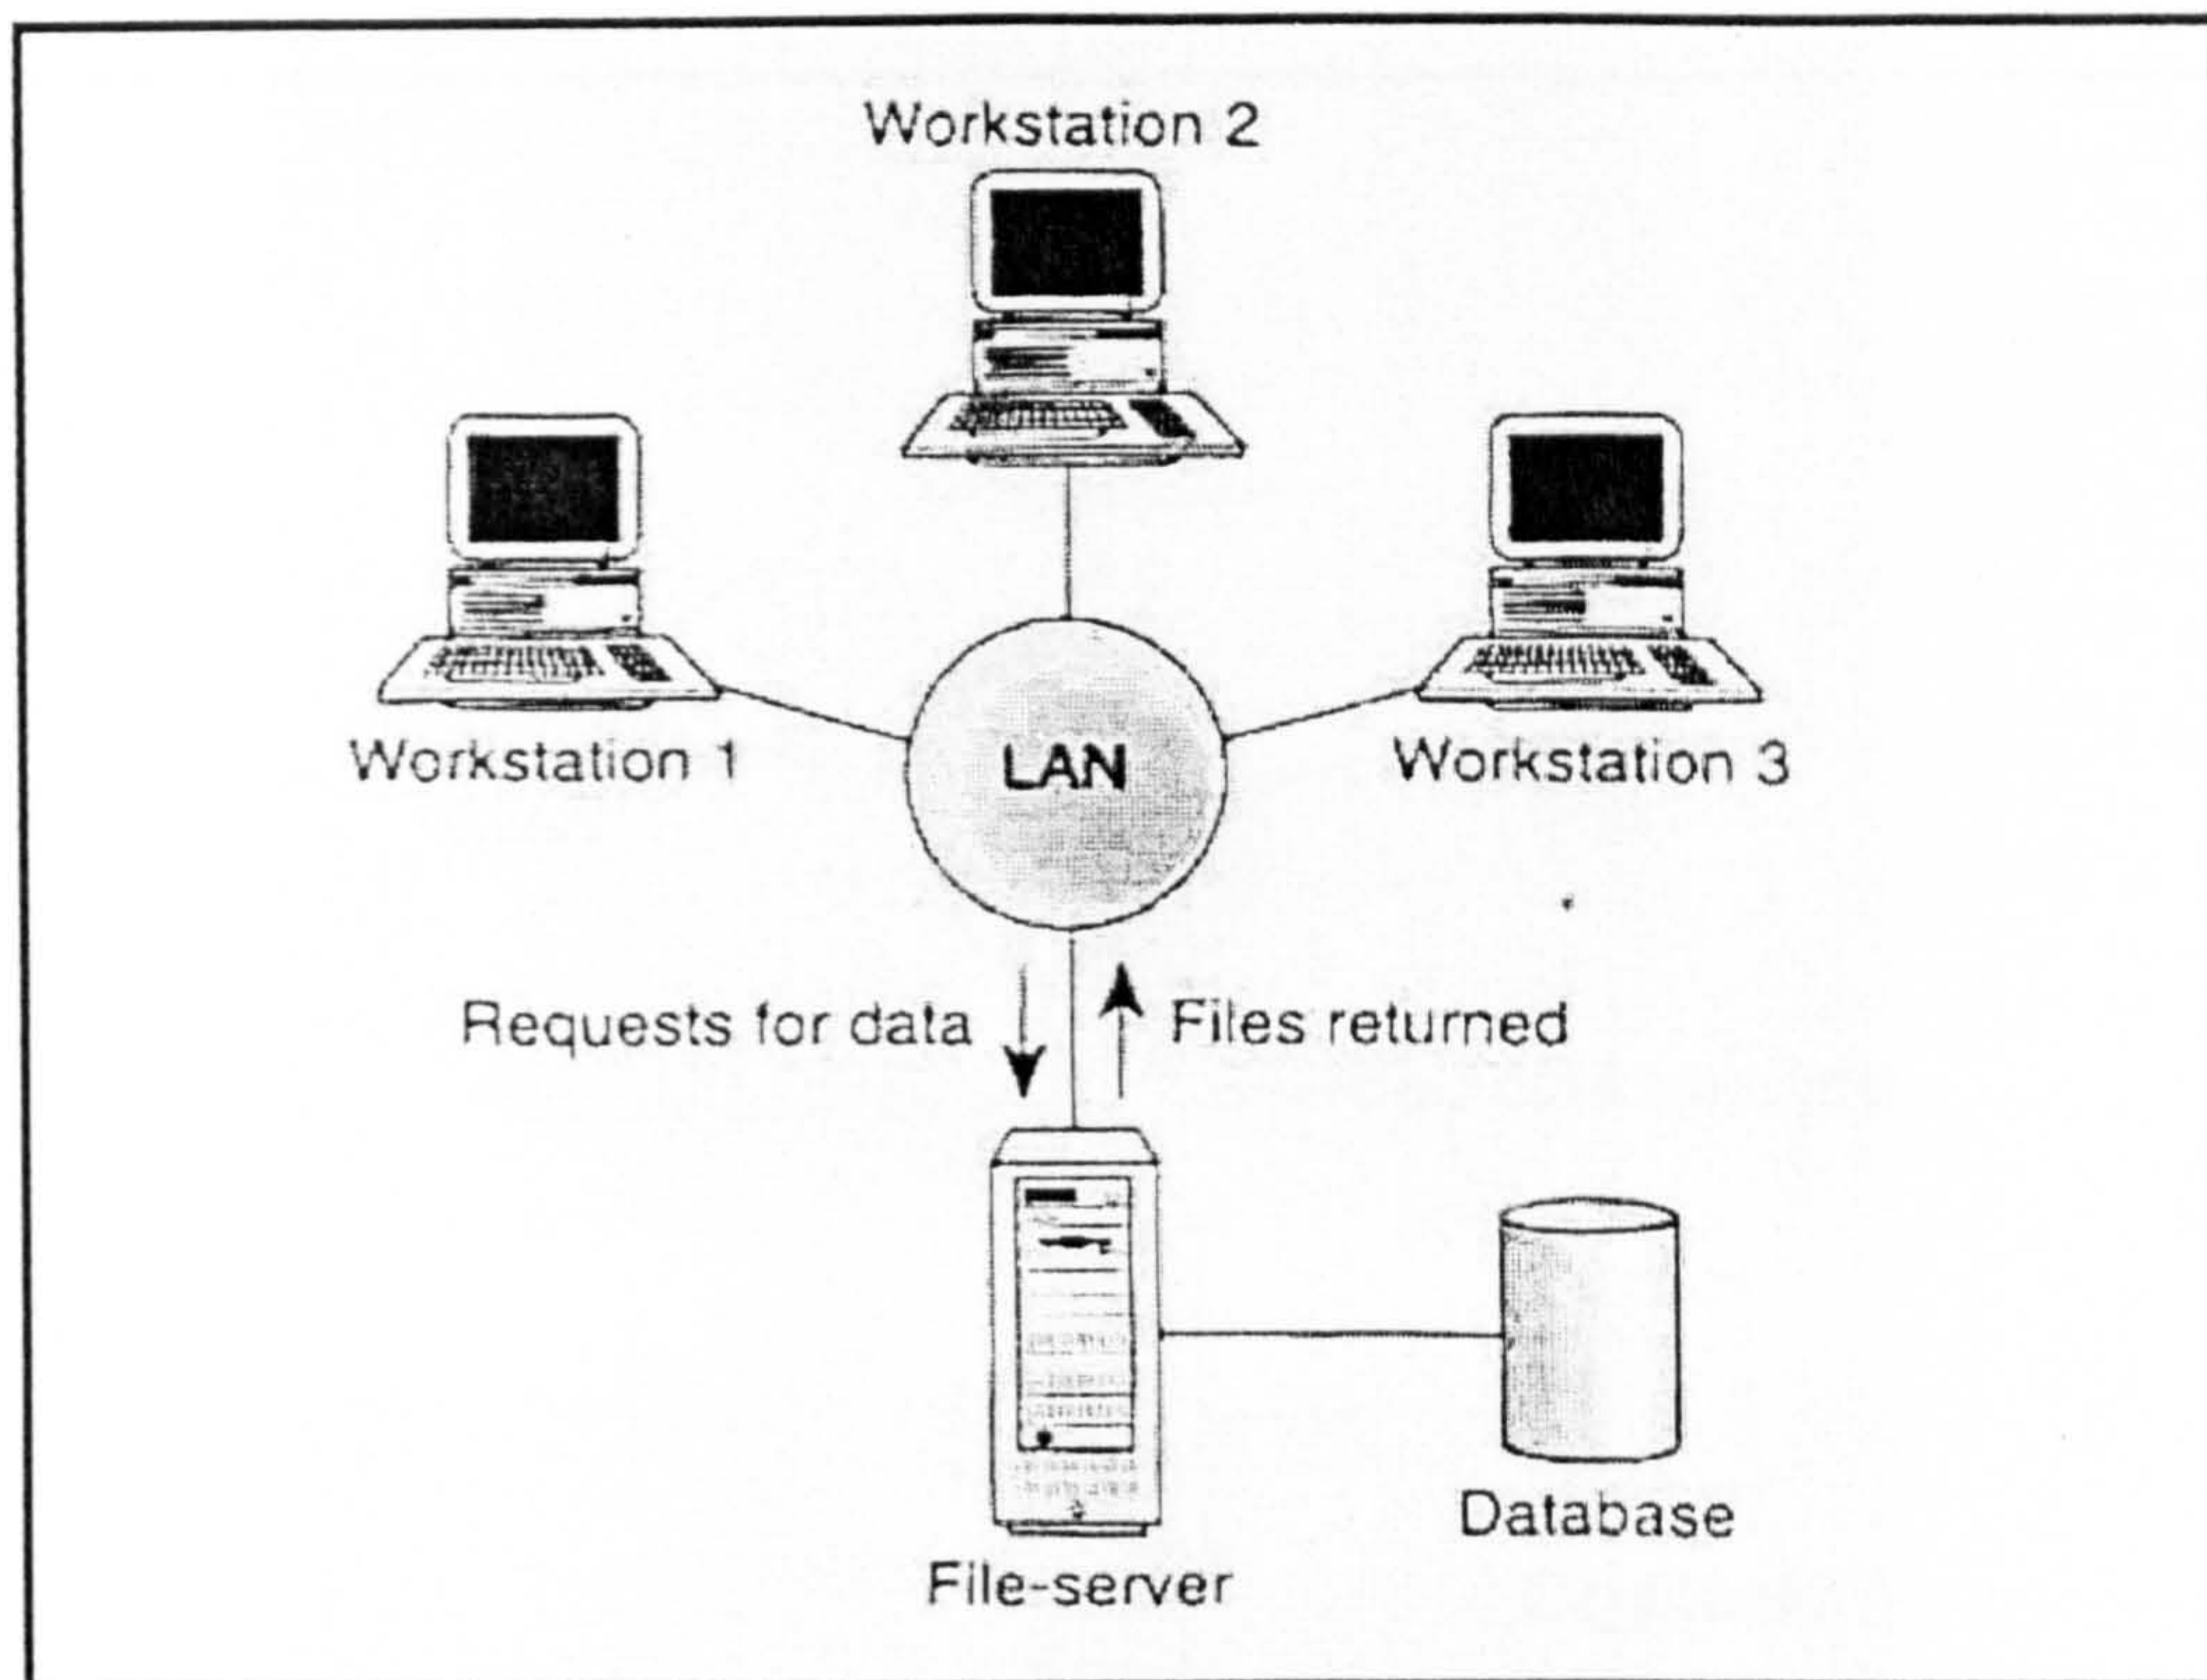 Workstation 2
Workstation 1
LAN
Workstation 3
Requests for data
Files returned
Database
File-server